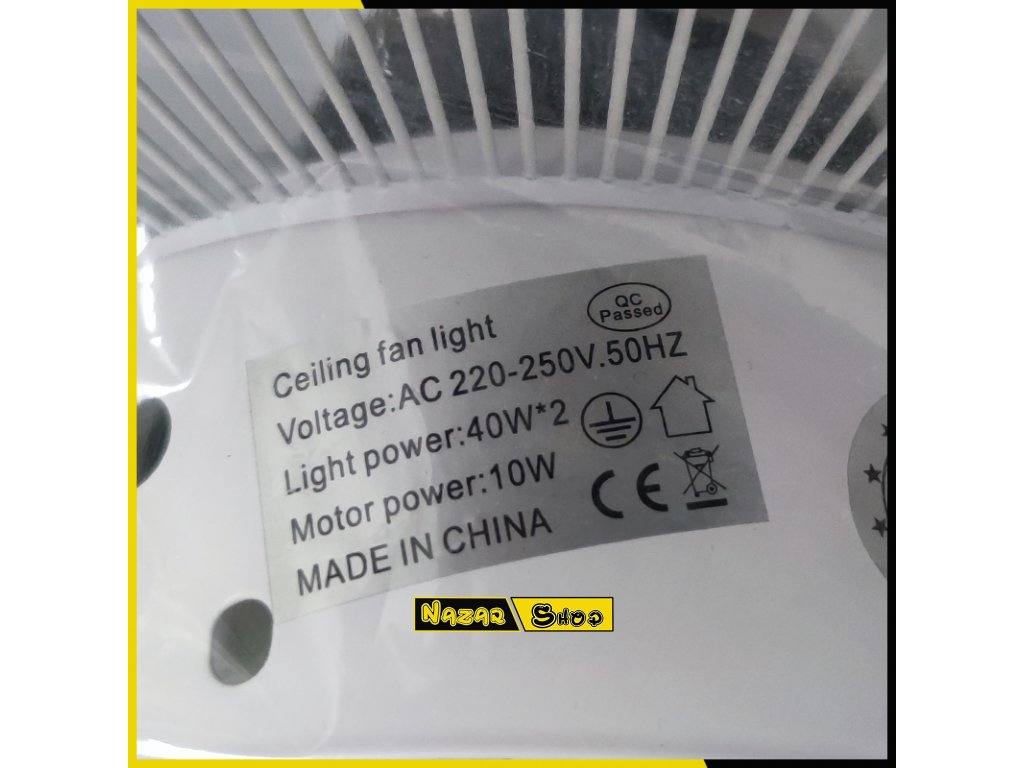 QC
Passed
Ceiling fan light
Voltage:AC 220-250V.50HZ
Light power:40W*2
Motor power:10W
MADE IN CHINA
CE
Nazar Shop